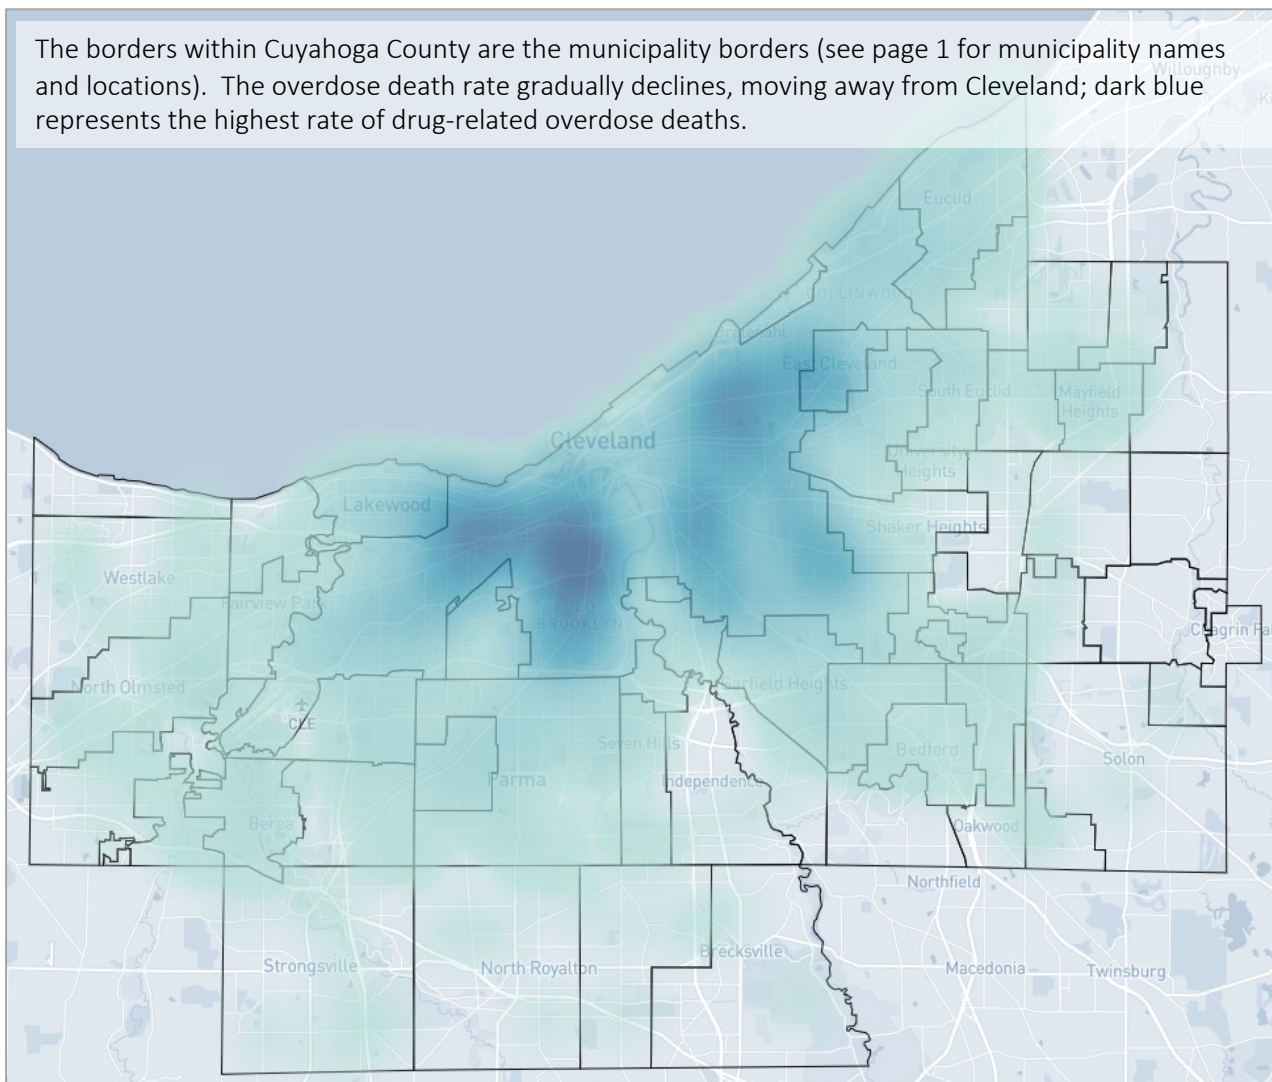 The borders within Cuyahoga County are the municipality borders (see page 1 for municipality names
and locations).  The overdose death rate gradually declines, moving away from Cleveland; dark blue
represents the highest rate of drug-related overdose deaths.
Willoughby
Euclid
COLLINWOOD
Bratenahl
East Cleveland
South Euclid
Mayfield
Heights
Cleveland
University
Heights
Lakewood
Shaker Heights
Westlake
Fairview Park
OLD
BROOKLYN
North Olmsted
Garfield Heights
CLE
Seven Hills
Bedford
Solon
Parma
Independence
Berea
Oakwood
Northfield
Strongsville
North Royalton
Brecksville
Macedonia
Twinsburg